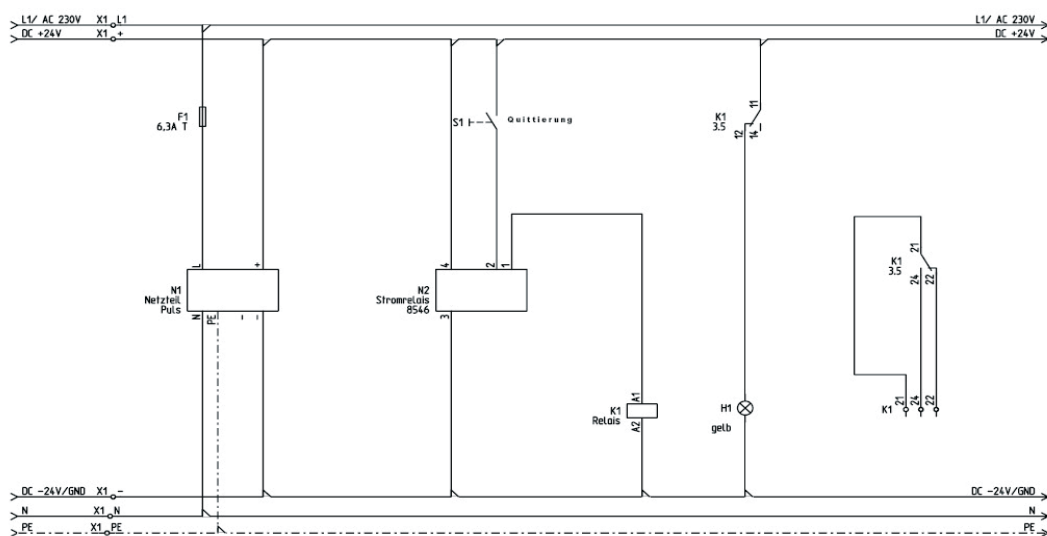 L1/ AC 230V X1 L1 L1/ AC 230V
DC +24V X1 + DC +24V
F1
6,3A T
S1 Quittierung
11
K1
3.5
12 14
21
K1
3.5
24 22
L +
4 2 1
N1
Netzteil
Puls
N2
Stromrelais
8546
N PE - -
3
A1
K1
Relais
A2
H1
gelb
K1 21 24 22
DC -24V/GND X1 - DC -24V/GND
N X1 N N
PE X1 PE PE